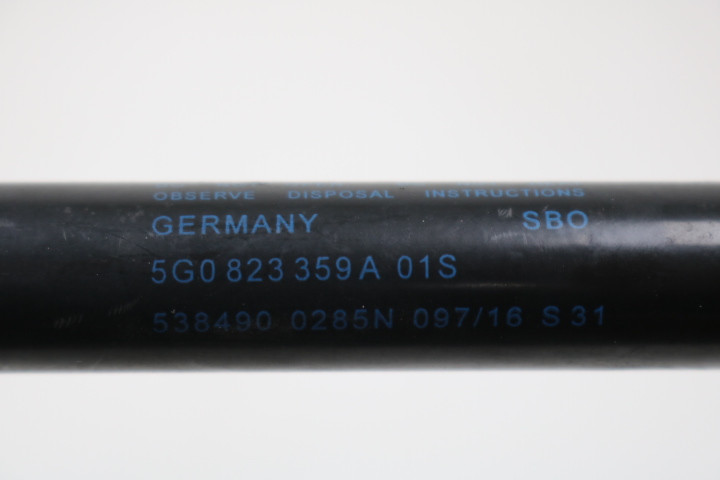 OBSERVE DISPOSAL INSTRUCTIONS
GERMANY SBO
5G0 823 359 A 01S
538490 0285N 097/16 S 31